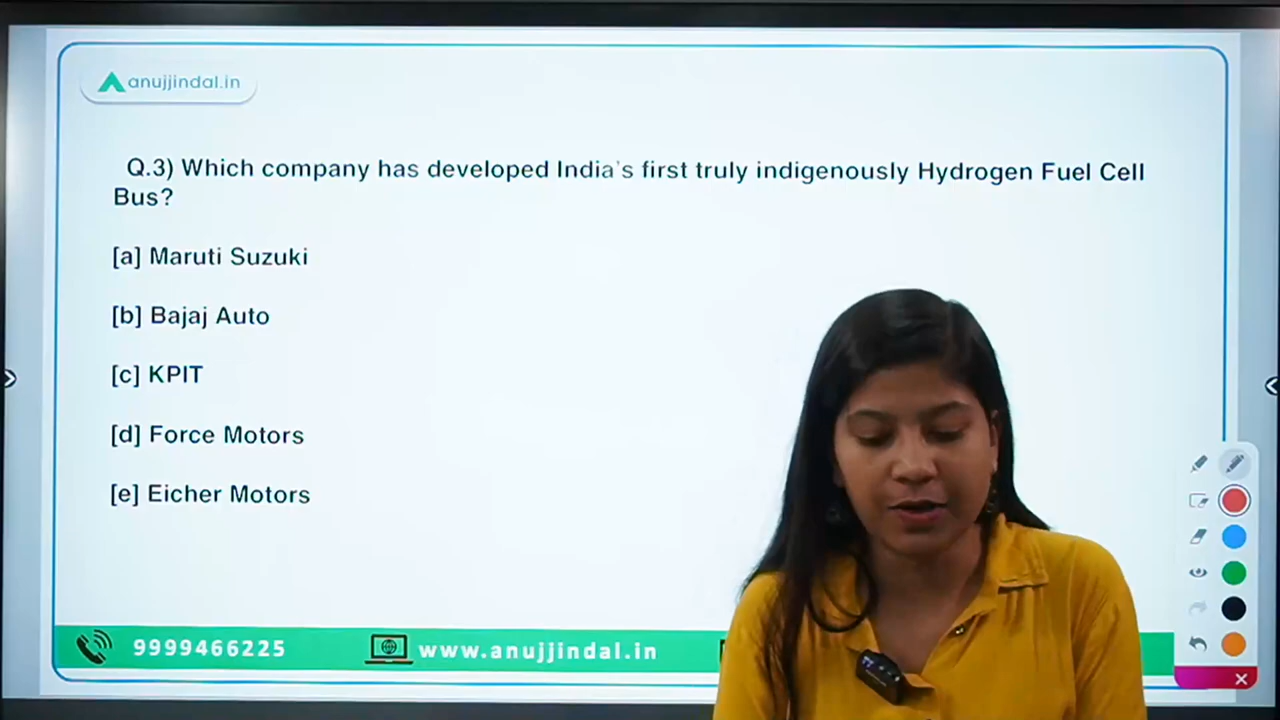 anujjindal.in
Q.3) Which company has developed India's first truly indigenously Hydrogen Fuel Cell
Bus?
[a] Maruti Suzuki
[b] Bajaj Auto
[c] KPIT
[d] Force Motors
[e] Eicher Motors
9999466225
www.anujjindal.in